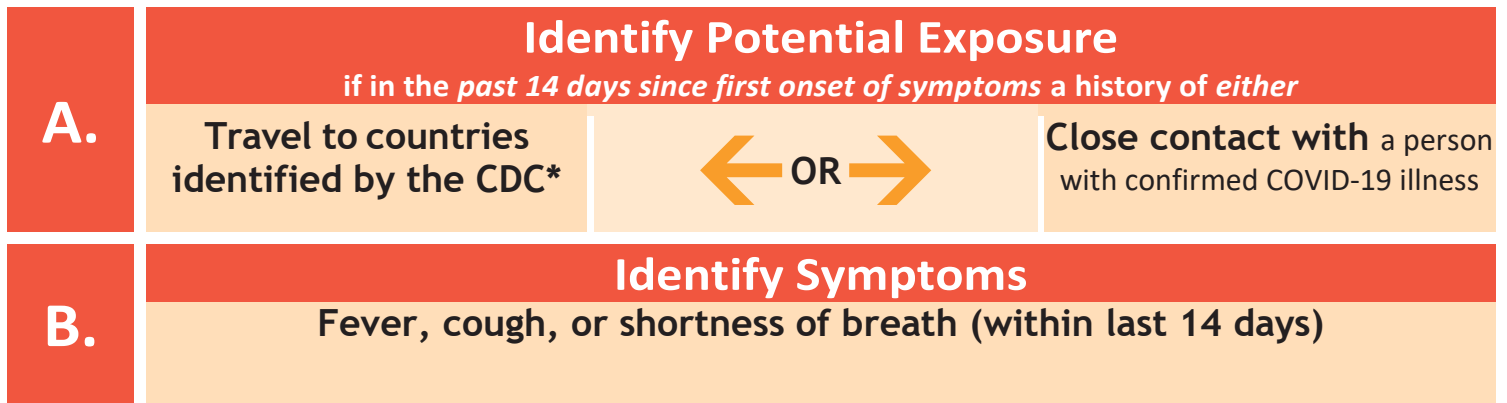 A.
Identify Potential Exposure
if in the past 14 days since first onset of symptoms a history of either
Travel to countries
identified by the CDC*
OR
Close contact with a person
with confirmed COVID-19 illness
B.
Identify Symptoms
Fever, cough, or shortness of breath (within last 14 days)